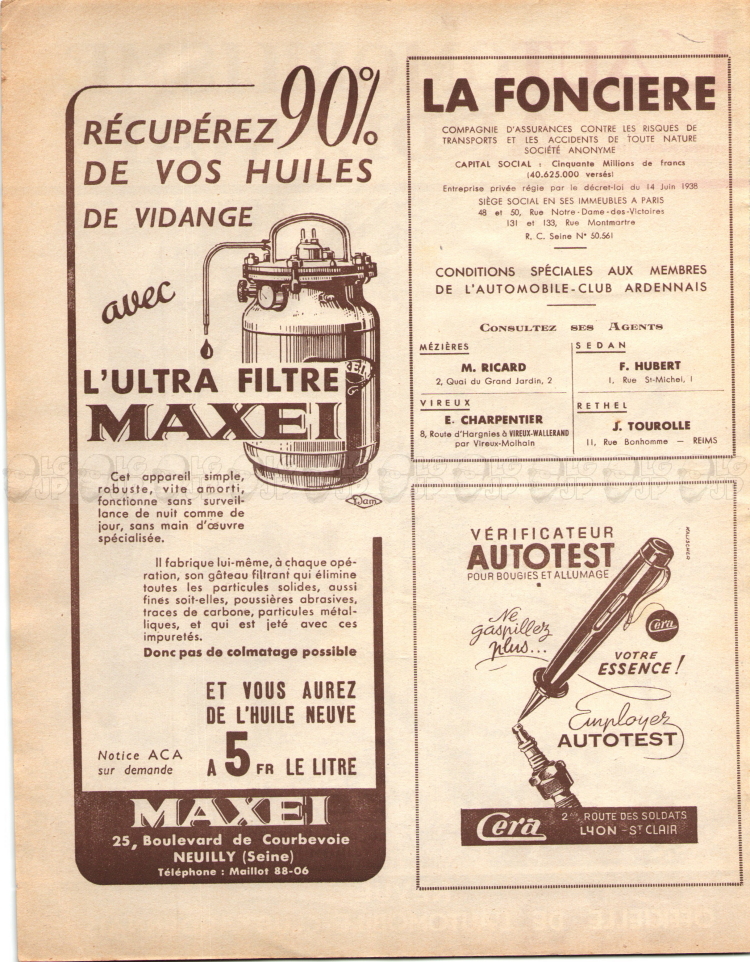 RÉCUPÉREZ 90%
DE VOS HUILES
DE VIDANGE
avec
L'ULTRA FILTRE
MAXEI
Cet appareil simple,
robuste, vite amorti,
fonctionne sans surveil-
lance de nuit comme de
jour, sans main d'œuvre
spécialisée.
Il fabrique lui-même, à chaque opé-
ration, son gâteau filtrant qui élimine
toutes les particules solides, aussi
fines soit-elles, poussières abrasives,
traces de carbone, particules métal-
liques, et qui est jeté avec ces
impuretés.
Donc pas de colmatage possible
ET VOUS AUREZ
DE L'HUILE NEUVE
A 5 FR LE LITRE
Notice ACA
sur demande
MAXEI
25, Boulevard de Courbevoie
NEUILLY (Seine)
Téléphone : Maillot 88-06
LA FONCIERE
COMPAGNIE D'ASSURANCES CONTRE LES RISQUES DE
TRANSPORTS ET LES ACCIDENTS DE TOUTE NATURE
SOCIÉTÉ ANONYME
CAPITAL SOCIAL : Cinquante Millions de francs
(40.625.000 versés)
Entreprise privée régie par le décret-loi du 14 Juin 1938
SIÈGE SOCIAL EN SES IMMEUBLES A PARIS
48 et 50, Rue Notre-Dame-des-Victoires
131 et 133, Rue Montmartre
R. C. Seine N° 50.561
CONDITIONS SPÉCIALES AUX MEMBRES
DE L'AUTOMOBILE-CLUB ARDENNAIS
CONSULTEZ SES AGENTS
MÉZIÈRES
M. RICARD
2, Quai du Grand Jardin, 2
SEDAN
F. HUBERT
1, Rue St-Michel, 1
VIREUX
E. CHARPENTIER
8, Route d'Hargnies à VIREUX-WALLERAND
par Vireux-Molhain
RETHEL
J. TOUROLLE
11, Rue Bonhomme — REIMS
VÉRIFICATEUR
AUTOTEST
POUR BOUGIES ET ALLUMAGE
Ne
gaspillez
plus...
Cera
VOTRE
ESSENCE !
Employez
AUTOTEST
Cera
2 bis, ROUTE DES SOLDATS
LYON - ST CLAIR